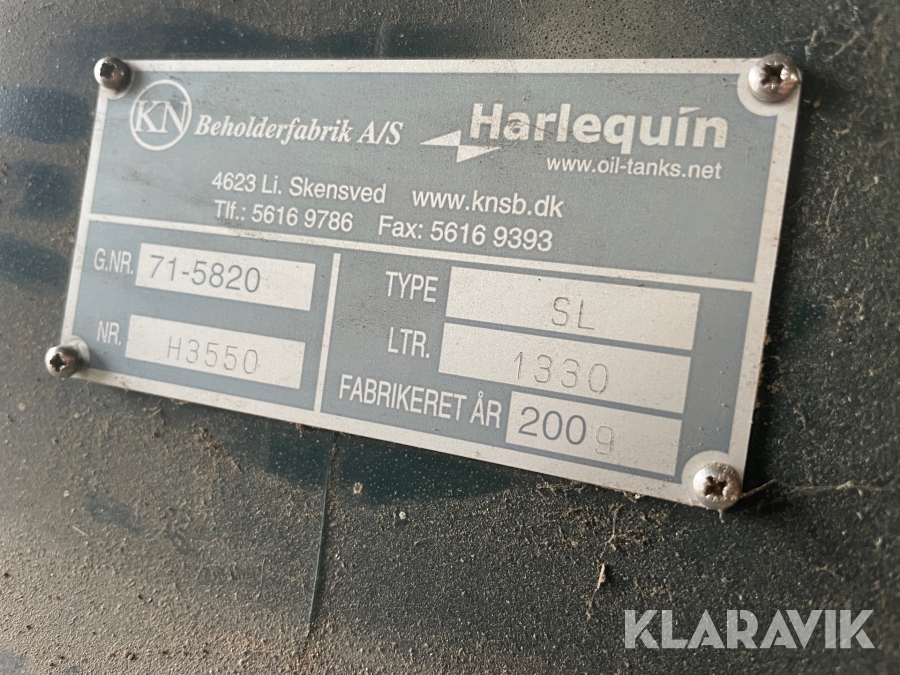 KN Beholderfabrik A/S
Harlequin
www.oil-tanks.net
4623 Li. Skensved www.knsb.dk
Tlf.: 5616 9786 Fax: 5616 9393
G.NR. 71-5820
NR. H3550
TYPE SL
LTR. 1330
FABRIKERET ÅR 2009
KLARAVIK